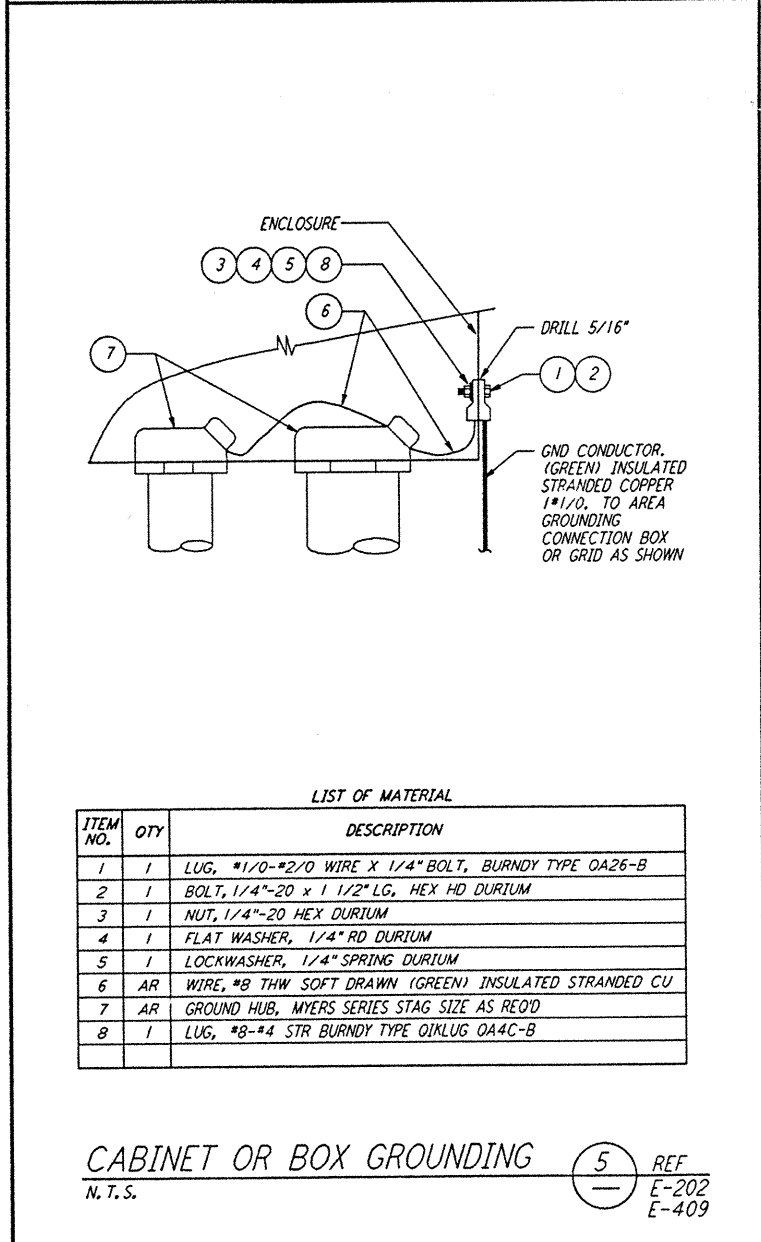 ENCLOSURE
3 4 5 8
6
DRILL 5/16"
7
1 2
GND CONDUCTOR.
(GREEN) INSULATED
STRANDED COPPER
1#1/0. TO AREA
GROUNDING
CONNECTION BOX
OR GRID AS SHOWN
LIST OF MATERIAL
ITEM NO. QTY DESCRIPTION
1 1 LUG, #1/0-#2/0 WIRE X 1/4" BOLT, BURNDY TYPE QA26-B
2 1 BOLT, 1/4"-20 x 1 1/2" LG, HEX HD DURIUM
3 1 NUT, 1/4"-20 HEX DURIUM
4 1 FLAT WASHER, 1/4" RD DURIUM
5 1 LOCKWASHER, 1/4" SPRING DURIUM
6 AR WIRE, #8 THW SOFT DRAWN (GREEN) INSULATED STRANDED CU
7 AR GROUND HUB, MYERS SERIES STAG SIZE AS REQ'D
8 1 LUG, #8-#4 STR BURNDY TYPE QIKLUG QA4C-B
CABINET OR BOX GROUNDING 5 REF
N.T.S. — E-202
E-409